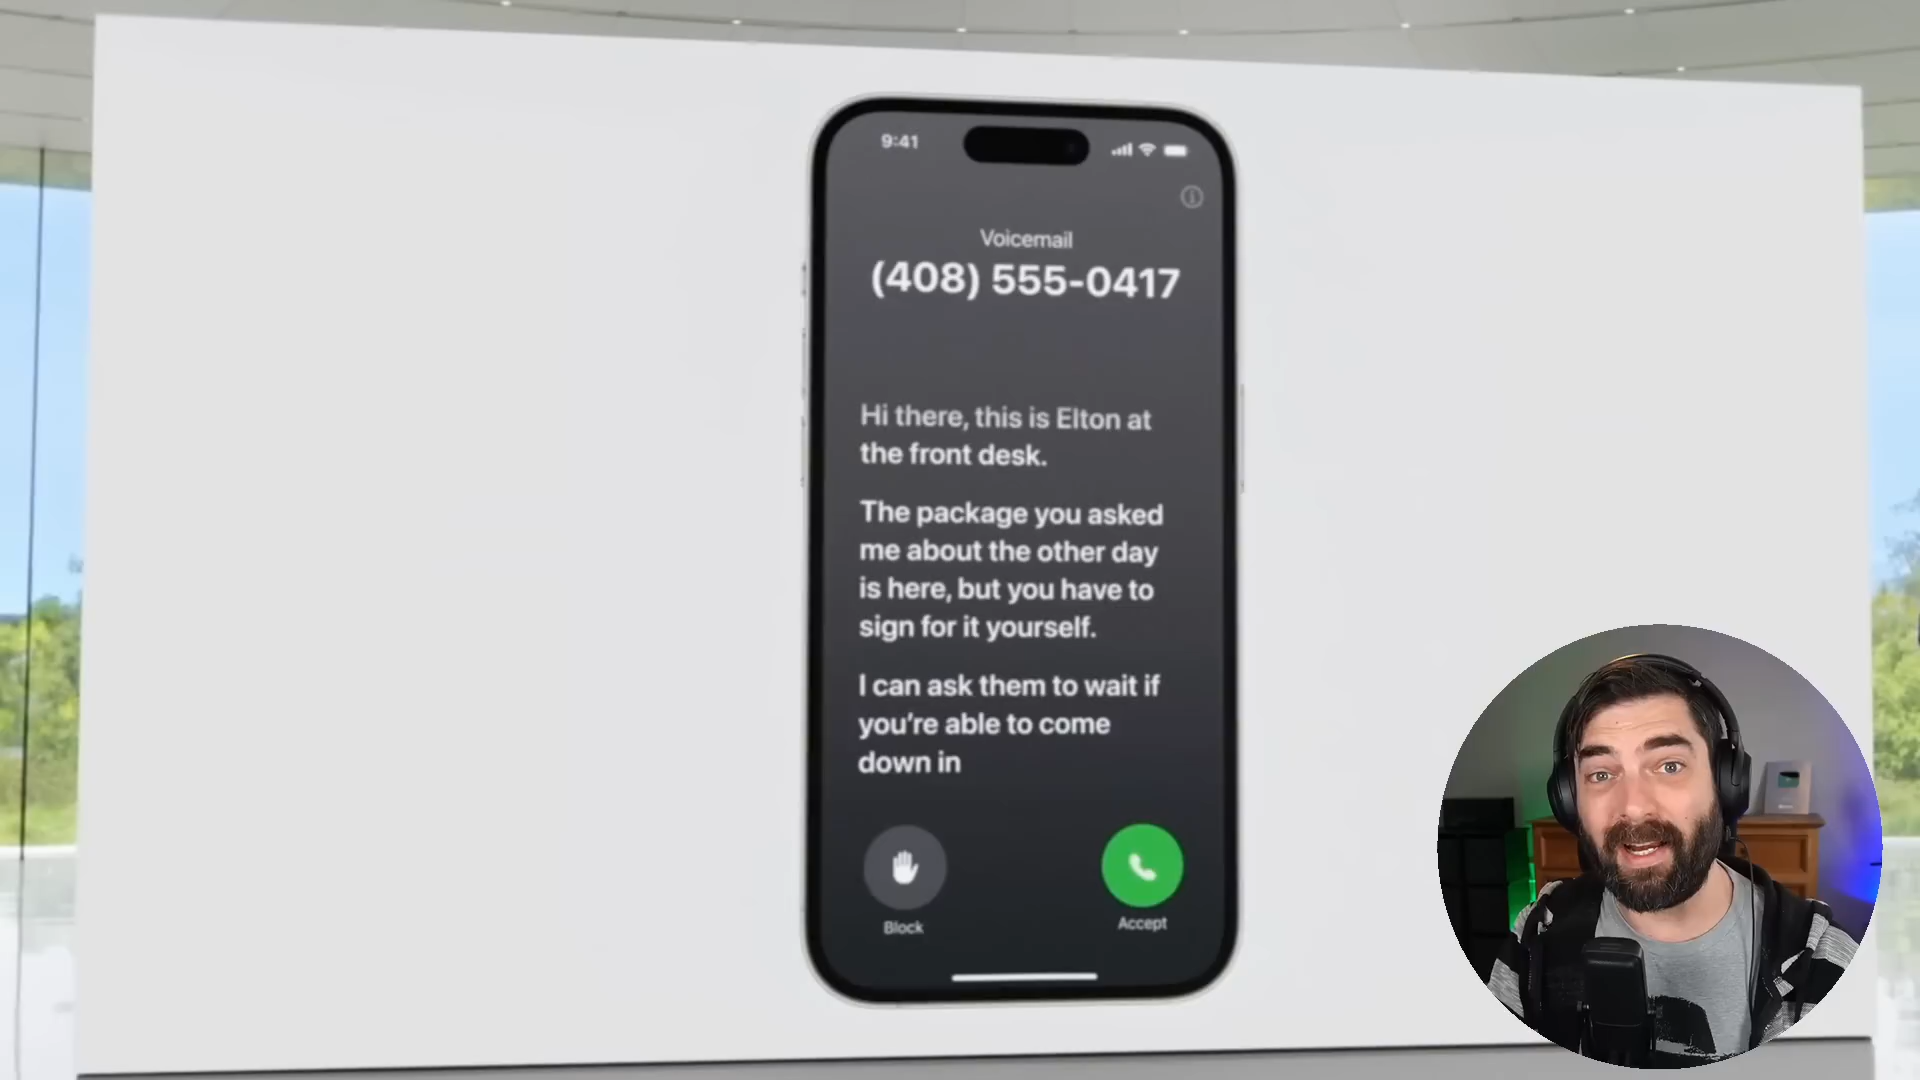 9:41
Voicemail
(408) 555-0417
Hi there, this is Elton at
the front desk.
The package you asked
me about the other day
is here, but you have to
sign for it yourself.
I can ask them to wait if
you're able to come
down in
Block
Accept